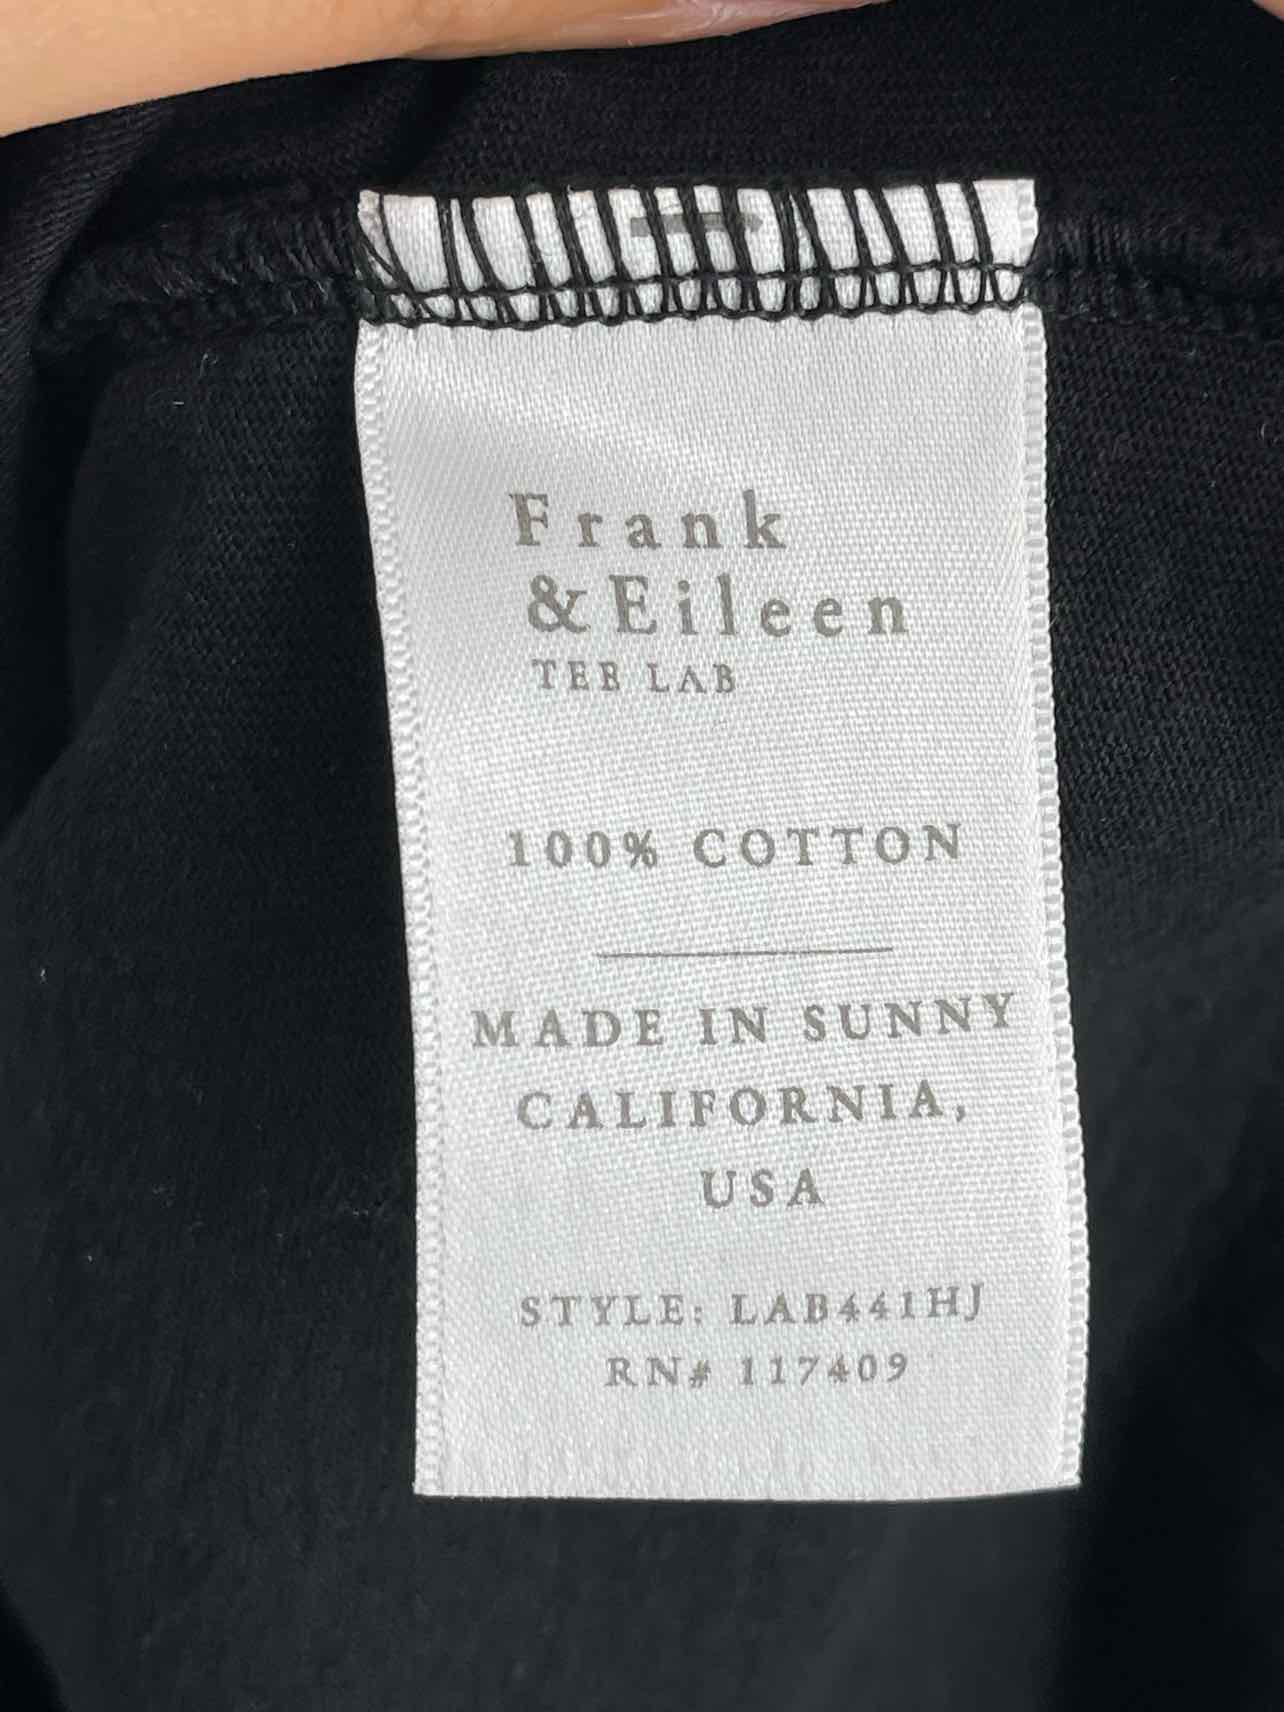 Frank
& Eileen
TEE LAB
100% COTTON
MADE IN SUNNY
CALIFORNIA,
USA
STYLE: LAB441HJ
RN# 117409